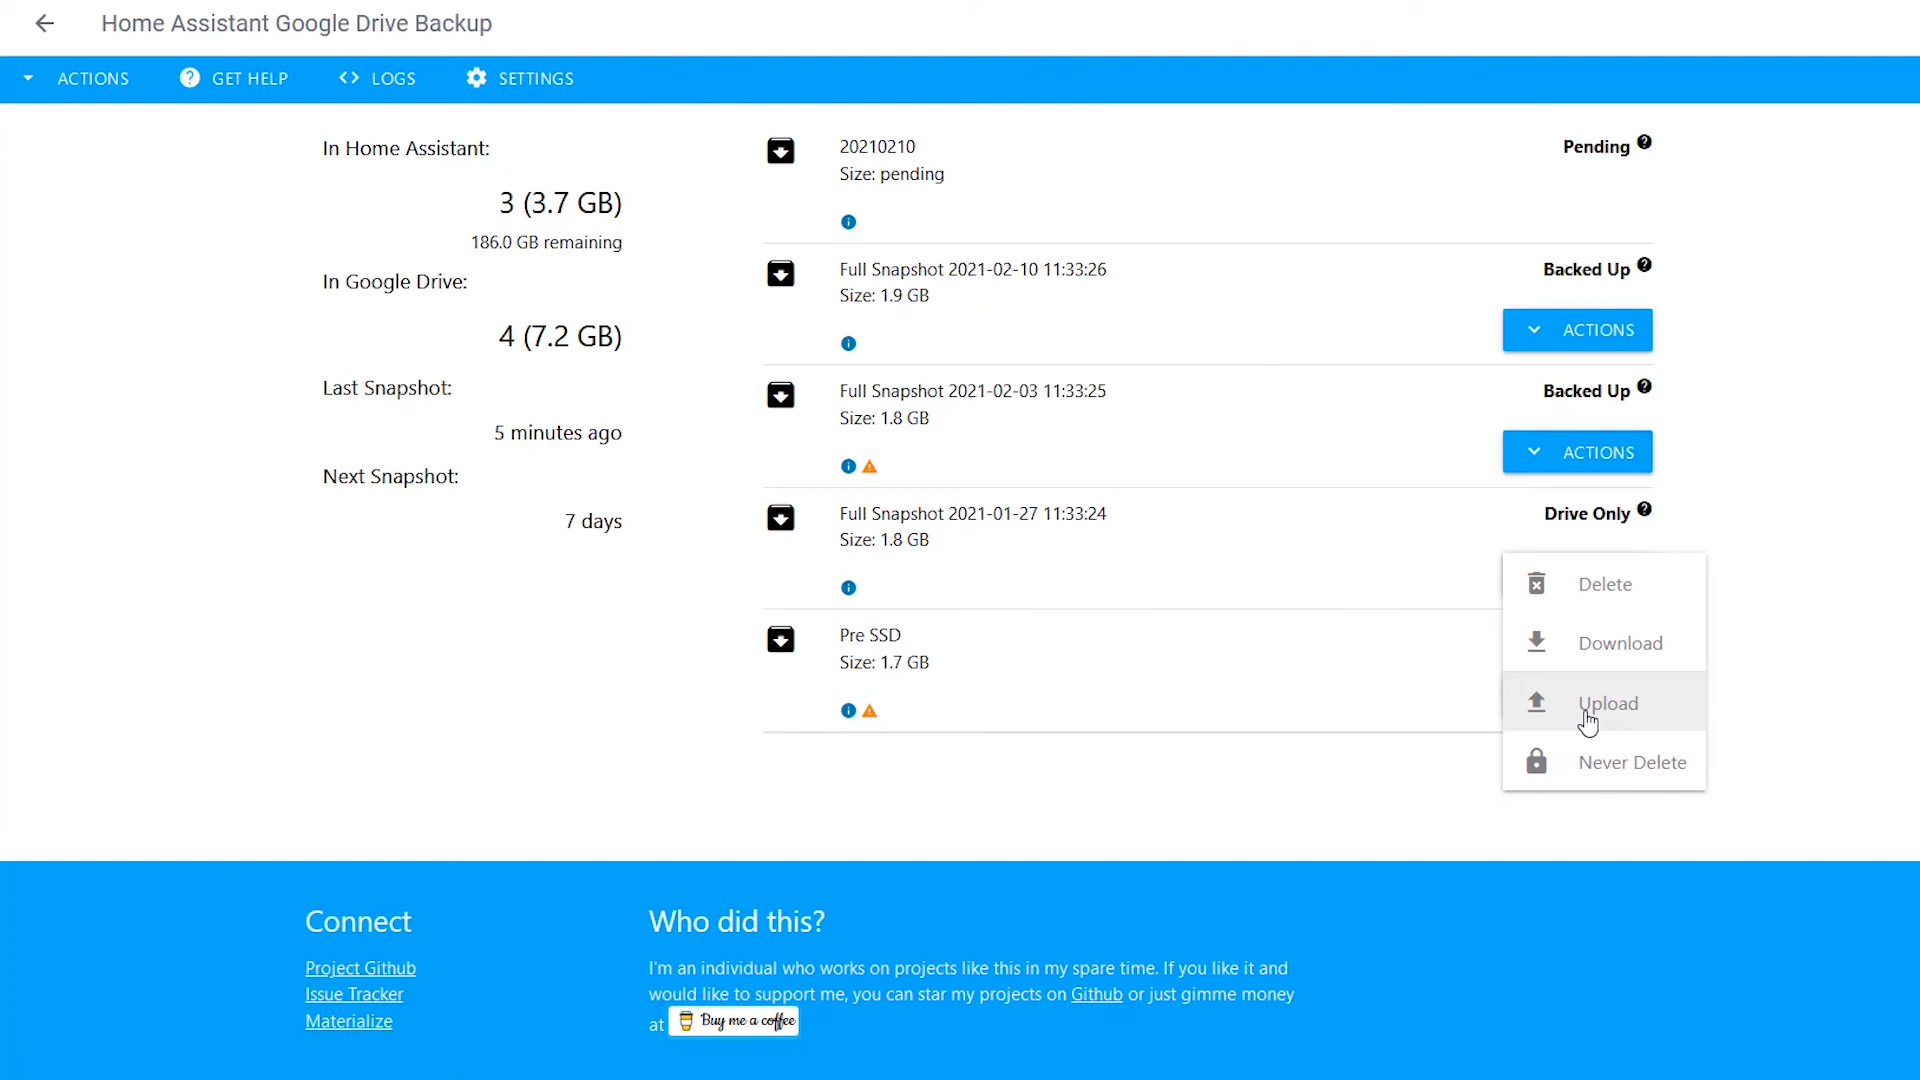 Home Assistant Google Drive Backup
ACTIONS
GET HELP
LOGS
SETTINGS
In Home Assistant:
3 (3.7 GB)
186.0 GB remaining
In Google Drive:
4 (7.2 GB)
Last Snapshot:
5 minutes ago
Next Snapshot:
7 days
20210210
Size: pending
Pending
Full Snapshot 2021-02-10 11:33:26
Size: 1.9 GB
Backed Up
ACTIONS
Full Snapshot 2021-02-03 11:33:25
Size: 1.8 GB
Backed Up
ACTIONS
Full Snapshot 2021-01-27 11:33:24
Size: 1.8 GB
Drive Only
Pre SSD
Size: 1.7 GB
Delete
Download
Upload
Never Delete
Connect
Project Github
Issue Tracker
Materialize
Who did this?
I'm an individual who works on projects like this in my spare time. If you like it and
would like to support me, you can star my projects on Github or just gimme money
at Buy me a coffee